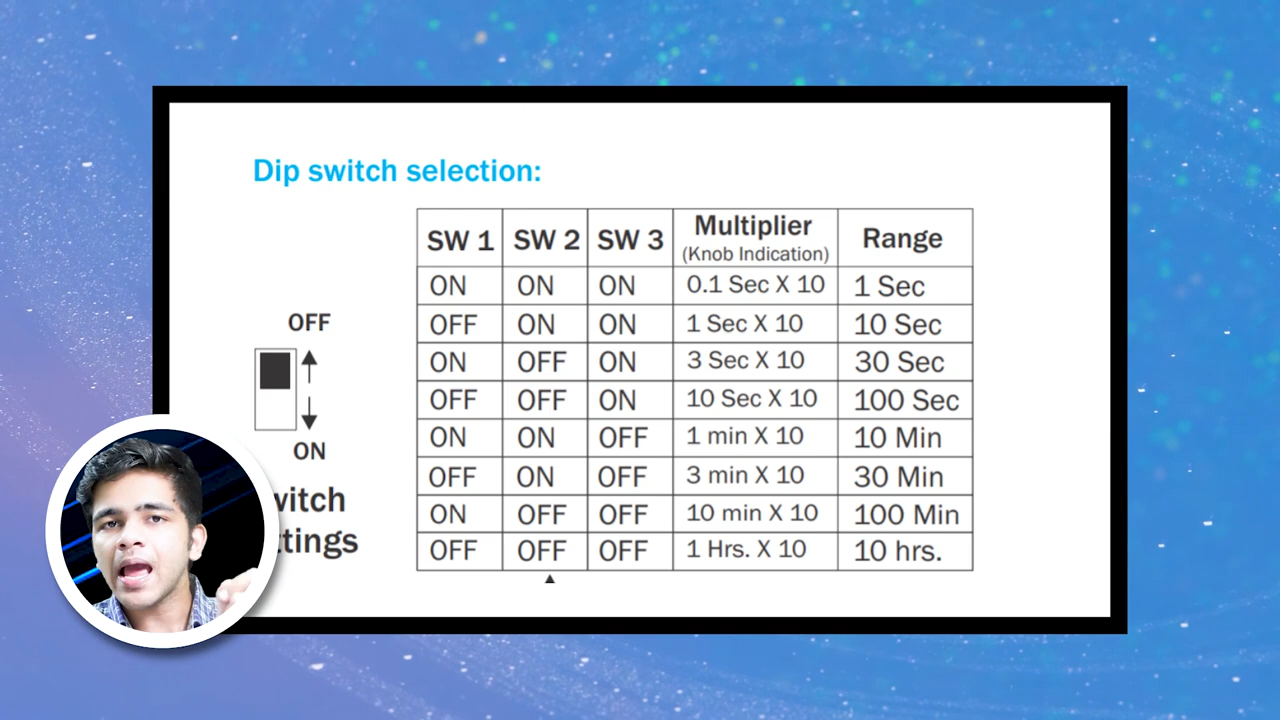 Dip switch selection:
SW 1 SW 2 SW 3 Multiplier (Knob Indication) Range
ON ON ON 0.1 Sec X 10 1 Sec
OFF ON ON 1 Sec X 10 10 Sec
ON OFF ON 3 Sec X 10 30 Sec
OFF OFF ON 10 Sec X 10 100 Sec
ON ON OFF 1 min X 10 10 Min
OFF ON OFF 3 min X 10 30 Min
ON OFF OFF 10 min X 10 100 Min
OFF OFF OFF 1 Hrs. X 10 10 hrs.
OFF
ON